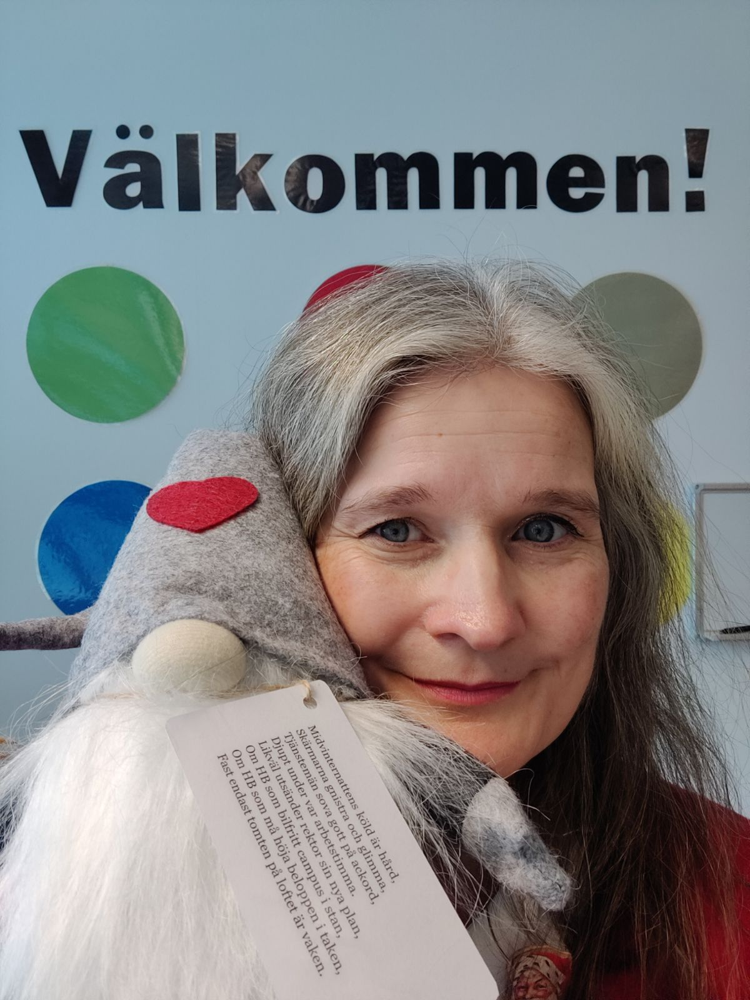 Välkommen!
Midvinternattens köld är hård,
Skärmarna gnistra och glimma,
Tjänstemän sova gott på ackord,
Djupt under var arbetstimma.
Likväl utsänder rektor sin nya plan,
Om HB som bilfritt campus i stan,
Om HB som må höja beloppen i taken,
Fast endast tomten på loftet är vaken.